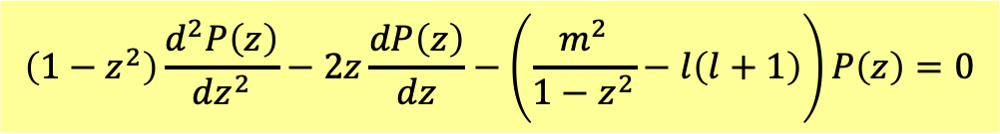 (1 − z²) d²P(z)/dz² − 2z dP(z)/dz − (m²/(1 − z²) − l(l + 1)) P(z) = 0